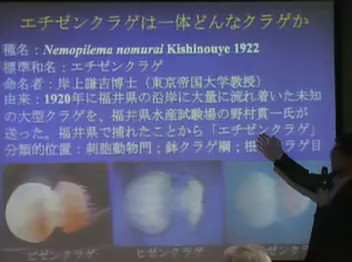 エチゼンクラゲは一体どんなクラゲか
種名：Nemopilema nomurai Kishinouye 1922
標準和名：エチゼンクラゲ
命名者：岸上謙吉博士（東京帝国大学教授）
由来：1920年に福井県の沿岸に大量に流れ着いた未知
の大型クラゲを、福井県水産試験場の野村貫一氏が
送った。福井県で捕れたことから「エチゼンクラゲ」
分類的位置：刺胞動物門；鉢クラゲ綱；根 クラゲ目
ビゼンクラゲ
ヒゼンクラゲ
ゼンクラゲ